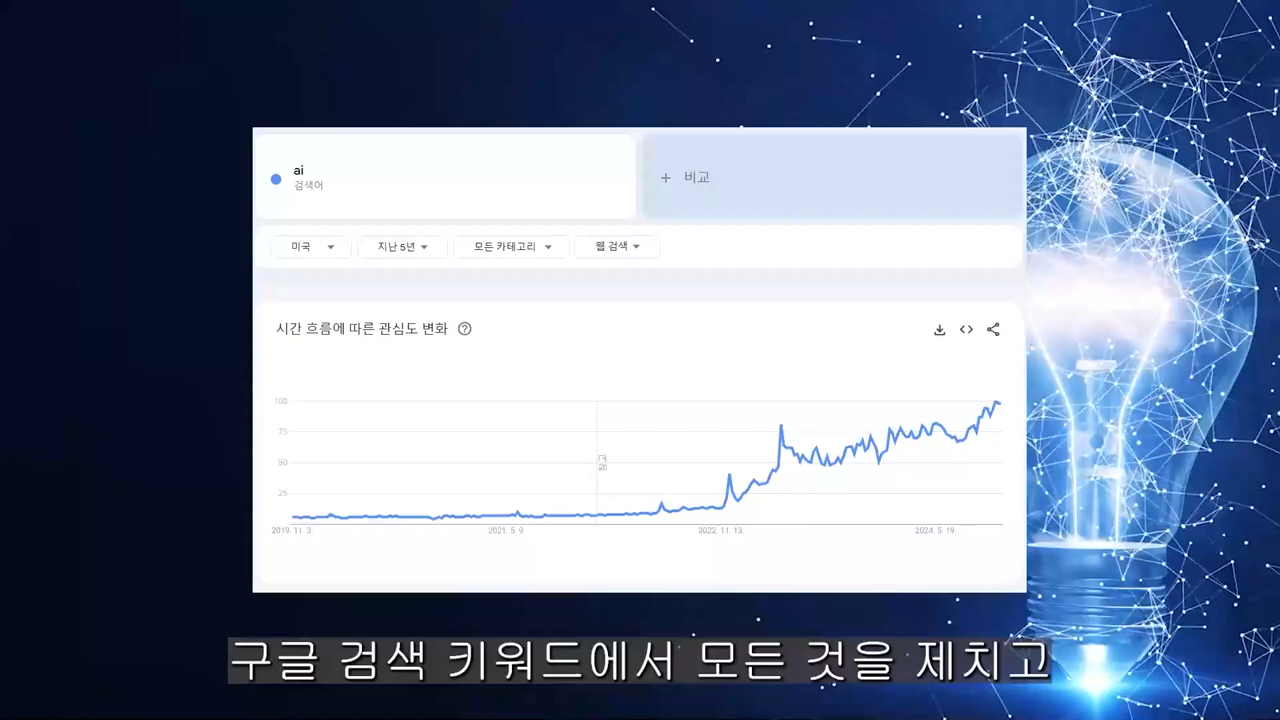 ai
검색어
+ 비교
미국
지난 5년
모든 카테고리
웹 검색
시간 흐름에 따른 관심도 변화
100
75
50
25
참고
2019. 11. 3.
2021. 5. 9.
2022. 11. 13.
2024. 5. 19.
구글 검색 키워드에서 모든 것을 제치고